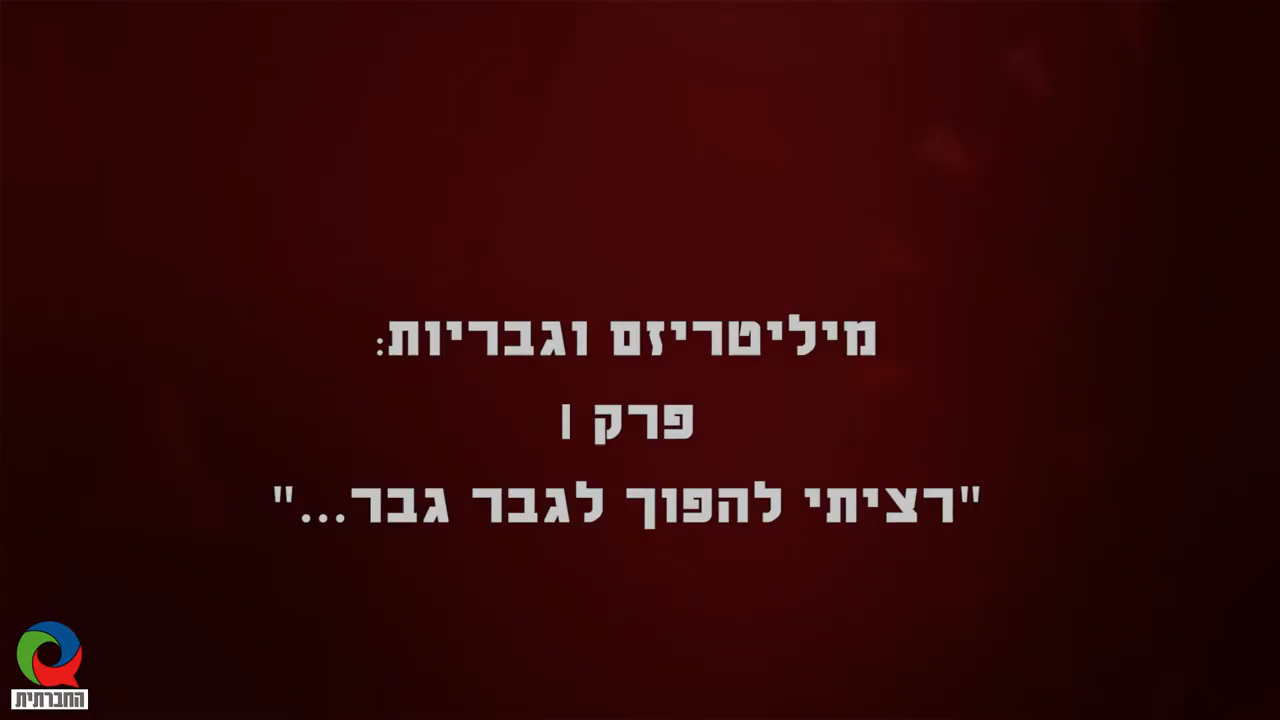 מיליטריזם וגבריות:
פרק 1
"רציתי להפוך לגבר גבר..."
החברתית